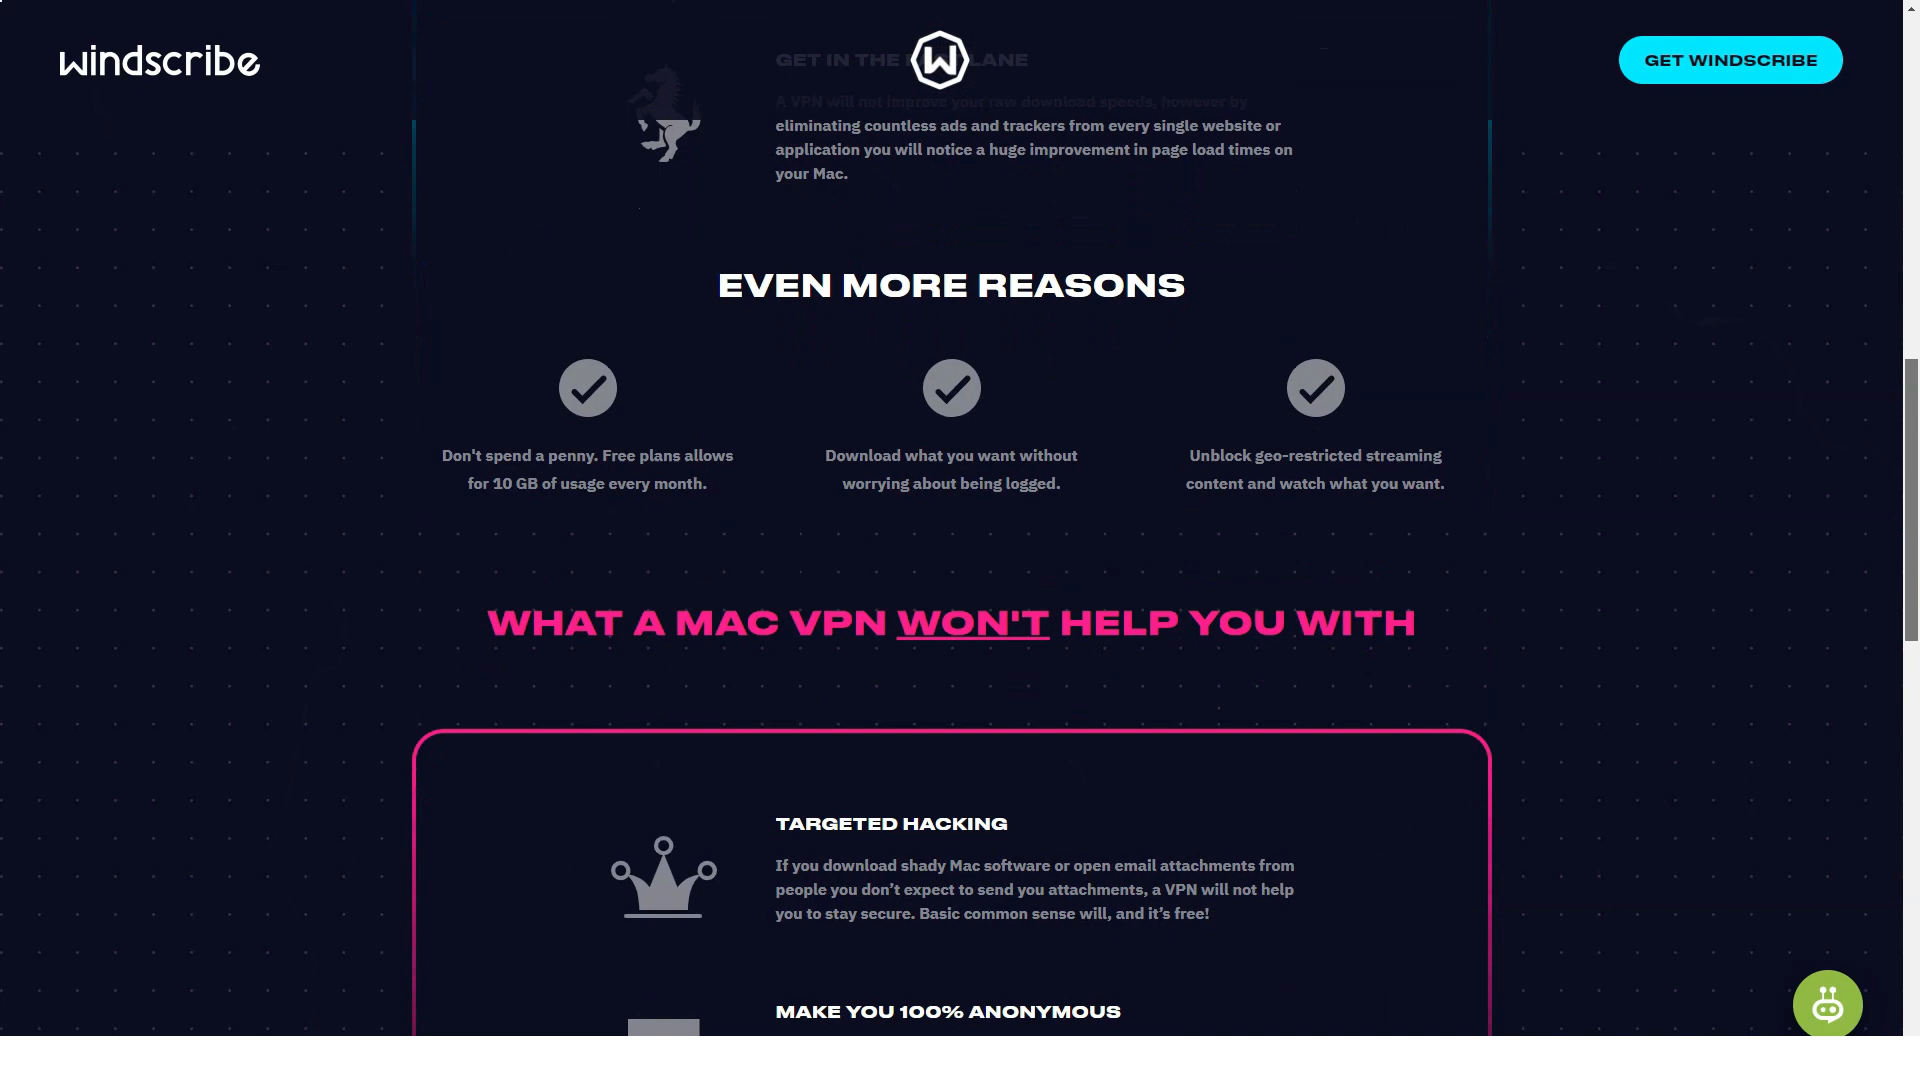 windscribe
GET WINDSCRIBE
GET IN THE LANE
A VPN will not improve your raw download speeds, however by
eliminating countless ads and trackers from every single website or
application you will notice a huge improvement in page load times on
your Mac.
EVEN MORE REASONS
Don't spend a penny. Free plans allows
for 10 GB of usage every month.
Download what you want without
worrying about being logged.
Unblock geo-restricted streaming
content and watch what you want.
WHAT A MAC VPN WON'T HELP YOU WITH
TARGETED HACKING
If you download shady Mac software or open email attachments from
people you don’t expect to send you attachments, a VPN will not help
you to stay secure. Basic common sense will, and it’s free!
MAKE YOU 100% ANONYMOUS